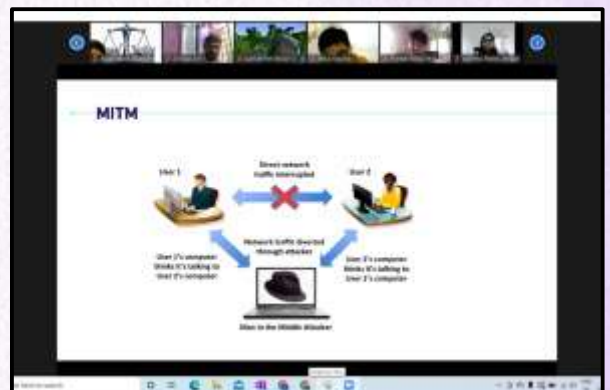 MITM
User 1
Direct network
traffic interrupted
User 2
Network traffic diverted
through attacker
User 1's computer
thinks it's talking to
User 2's computer
User 2's computer
thinks it's talking to
User 1's computer
Man in the Middle Attacker